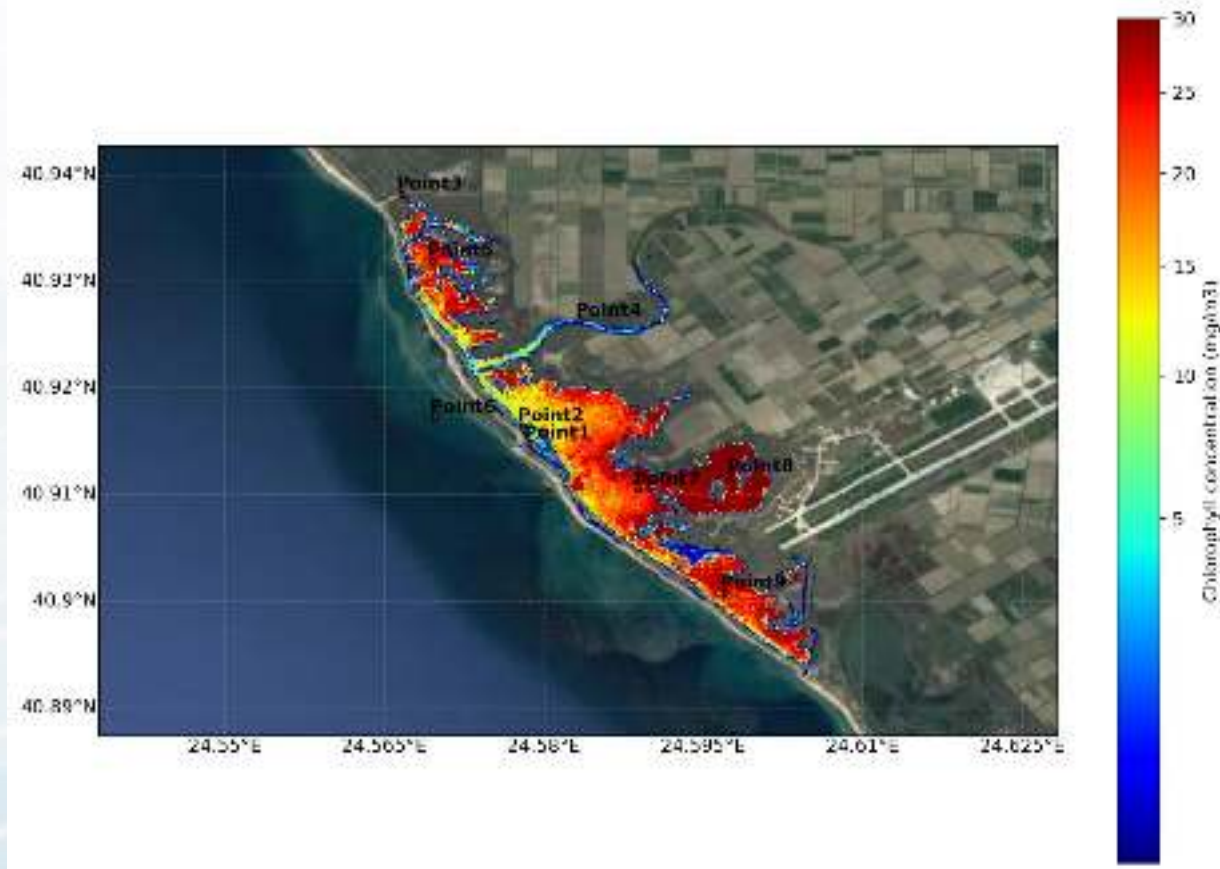 30
25
20
15
10
5
Chlorophyll concentration (mg/m3)
40.94°N
40.93°N
40.92°N
40.91°N
40.9°N
40.89°N
Point3
Point4
Point2
Point1
Point8
Point7
Point9
24.55°E
24.565°E
24.58°E
24.595°E
24.61°E
24.625°E